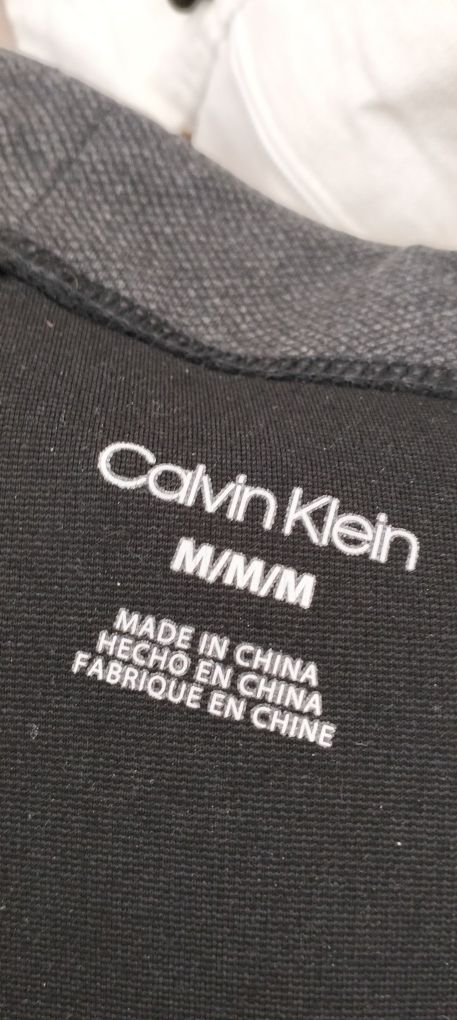 Calvin Klein
M/M/M
MADE IN CHINA
HECHO EN CHINA
FABRIQUE EN CHINE